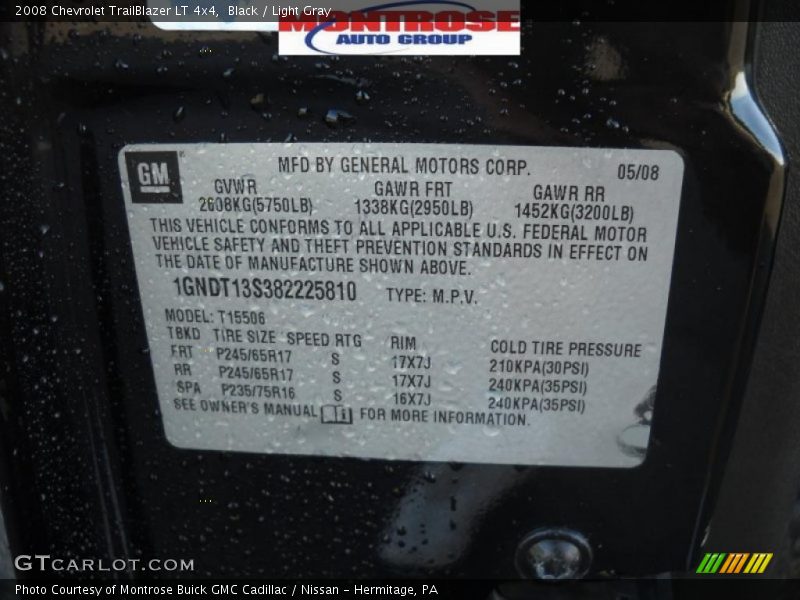 2008 Chevrolet TrailBlazer LT 4x4, Black / Light Gray
MONTROSE
AUTO GROUP
GM
MFD BY GENERAL MOTORS CORP. 05/08
GVWR GAWR FRT GAWR RR
2608KG(5750LB) 1338KG(2950LB) 1452KG(3200LB)
THIS VEHICLE CONFORMS TO ALL APPLICABLE U.S. FEDERAL MOTOR
VEHICLE SAFETY AND THEFT PREVENTION STANDARDS IN EFFECT ON
THE DATE OF MANUFACTURE SHOWN ABOVE.
1GNDT13S382225810 TYPE: M.P.V.
MODEL: T15506
TBKD TIRE SIZE SPEED RTG RIM COLD TIRE PRESSURE
FRT P245/65R17 S 17X7J 210KPA(30PSI)
RR P245/65R17 S 17X7J 240KPA(35PSI)
SPA P235/75R16 S 16X7J 240KPA(35PSI)
SEE OWNER'S MANUAL FOR MORE INFORMATION.
GTCARLOT.COM
Photo Courtesy of Montrose Buick GMC Cadillac / Nissan - Hermitage, PA